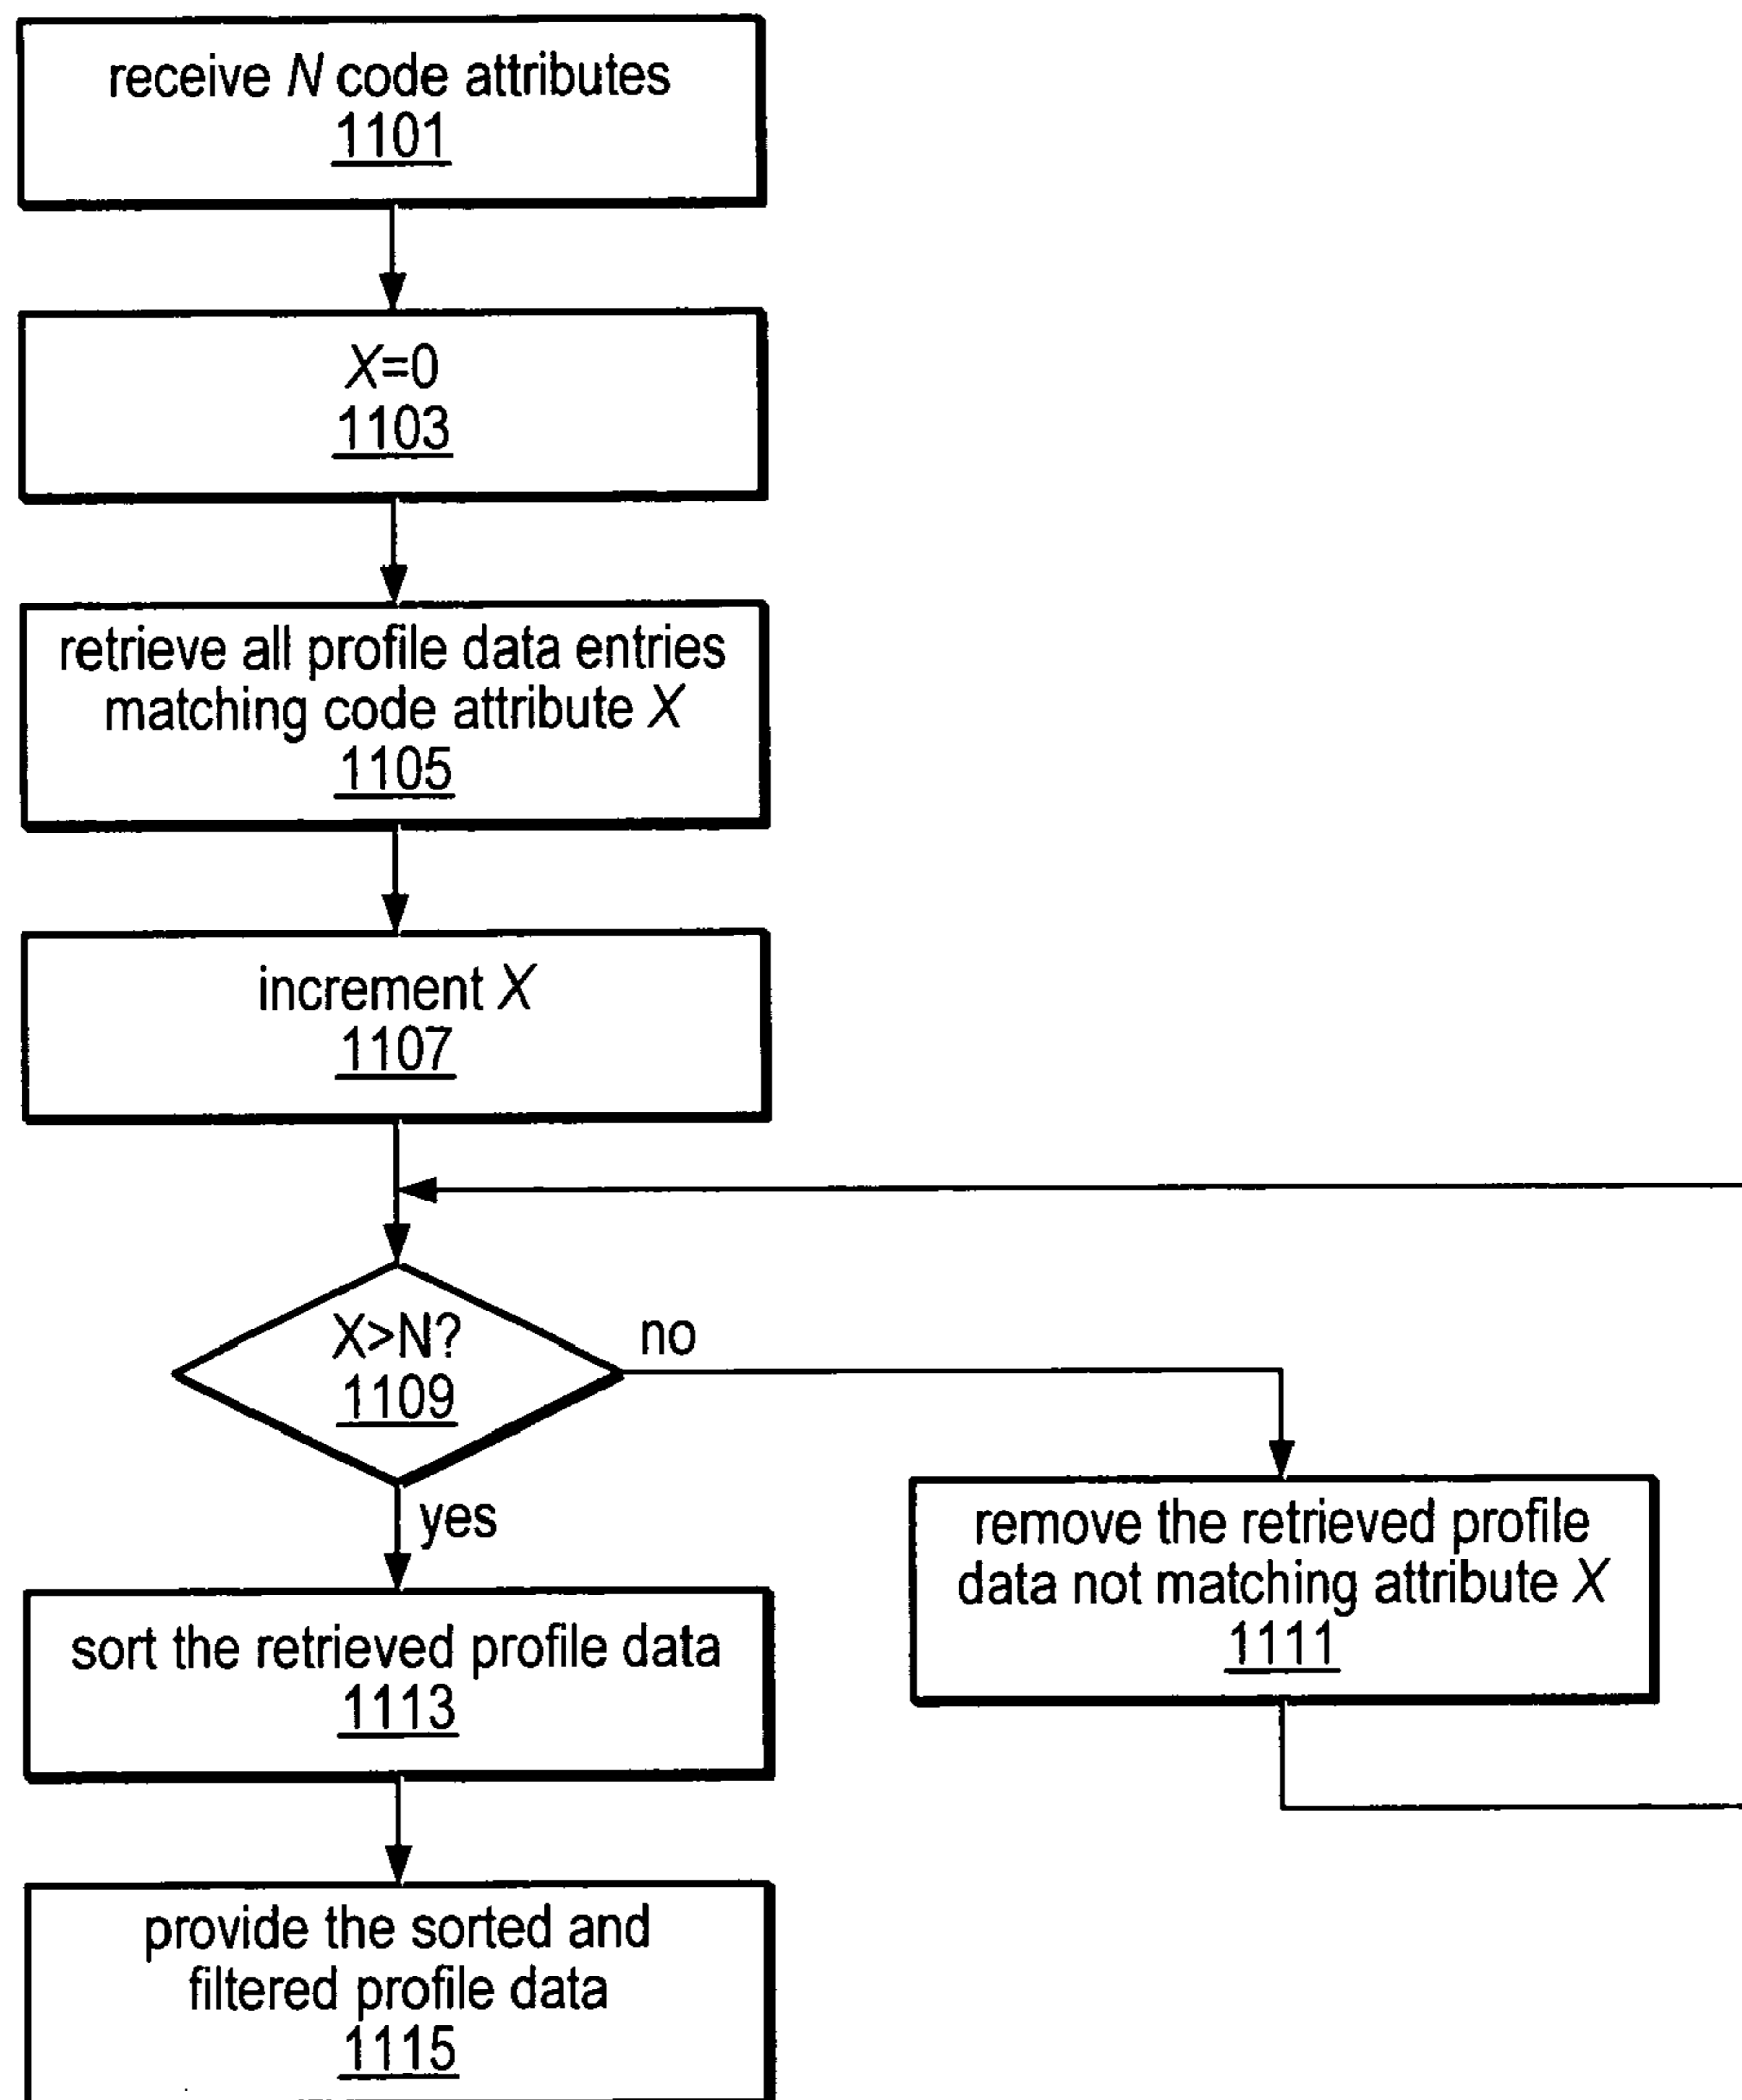 receive N code attributes
1101
X=0
1103
retrieve all profile data entries
matching code attribute X
1105
increment X
1107
X>N?
1109
no
yes
remove the retrieved profile
data not matching attribute X
1111
sort the retrieved profile data
1113
provide the sorted and
filtered profile data
1115